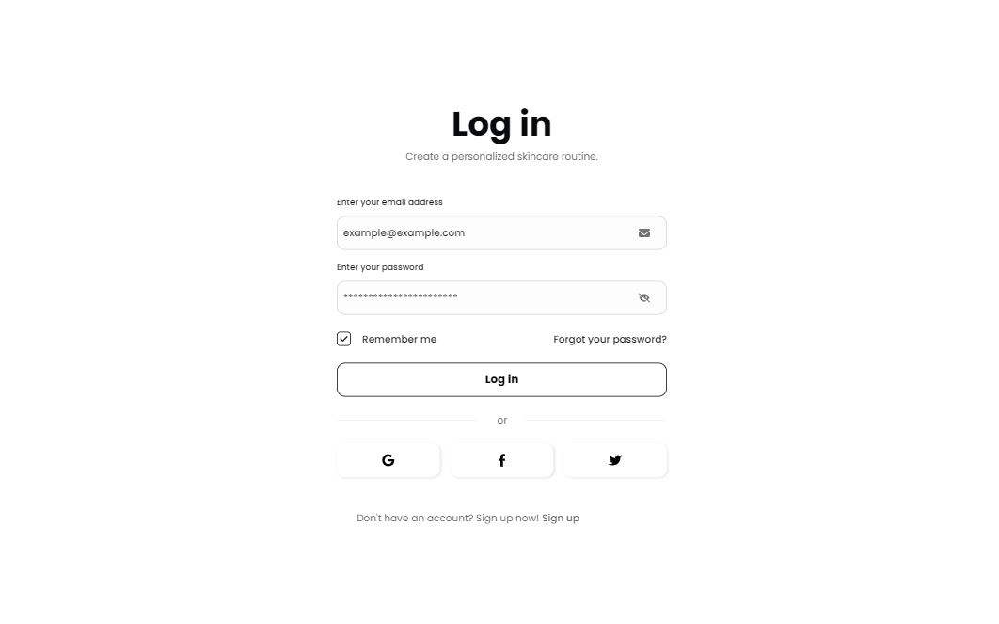 Log in
Create a personalized skincare routine.
Enter your email address
example@example.com
Enter your password
***********************
Remember me Forgot your password?
Log in
or
Don't have an account? Sign up now! Sign up